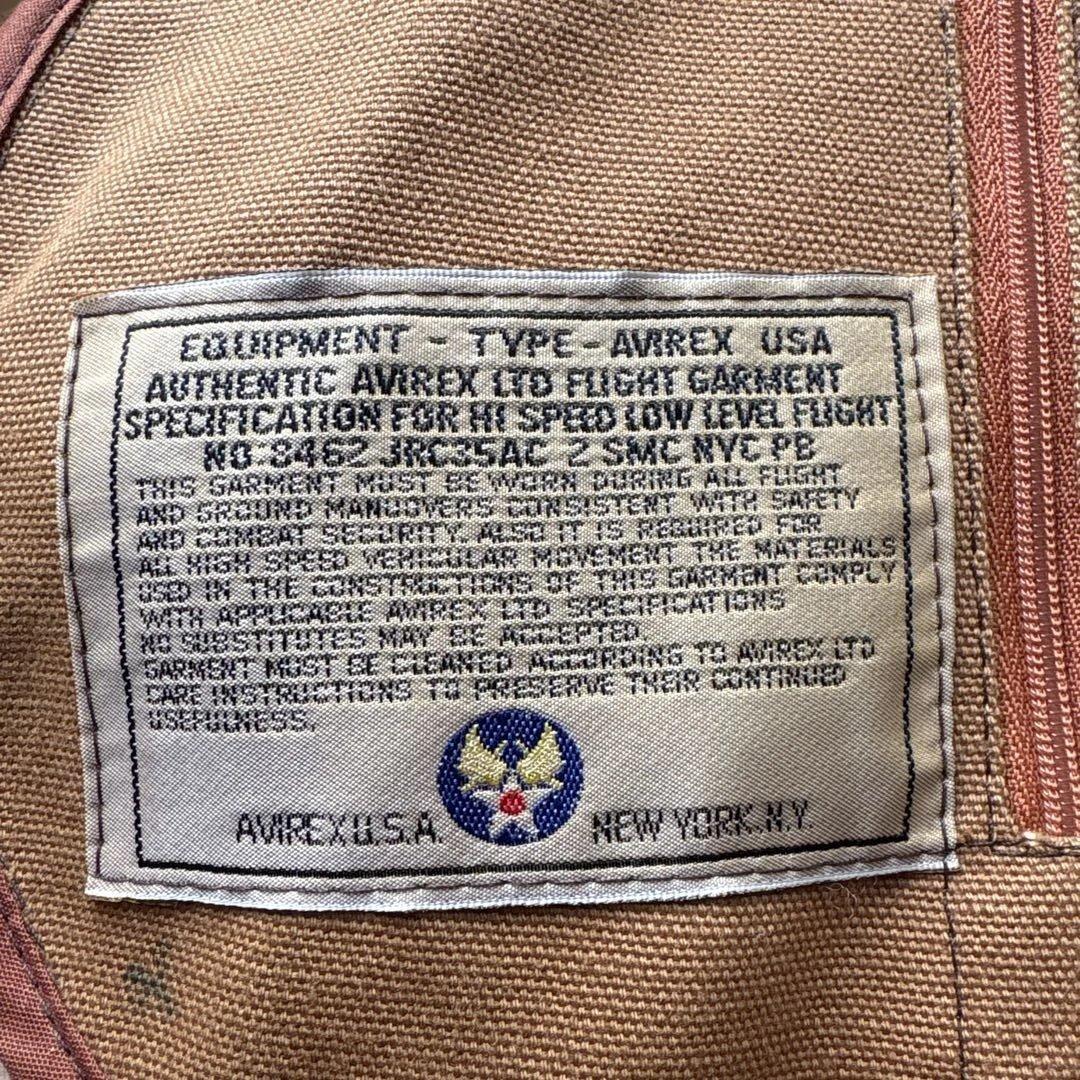 EQUIPMENT - TYPE - AVIREX USA
AUTHENTIC AVIREX LTD FLIGHT GARMENT
SPECIFICATION FOR HI SPEED LOW LEVEL FLIGHT
NO 8462 JRC35AC 2 SMC NYC PB
THIS GARMENT MUST BE WORN DURING ALL FLIGHT
AND GROUND MANOOVERS CONSISTENT WITH SAFETY
AND COMBAT SECURITY. ALSO IT IS REQUIRED FOR
ALL HIGH SPEED VEHICULAR MOVEMENT THE MATERIALS
USED IN THE CONSTRUCTIONS OF THIS GARMENT COMPLY
WITH APPLICABLE AVIREX LTD SPECIFICATIONS
NO SUBSTITUTES MAY BE ACCEPTED.
GARMENT MUST BE CLEANED ACCORDING TO AVIREX LTD
CARE INSTRUCTIONS TO PRESERVE THEIR CONTINUED
USEFULNESS.
AVIREX U.S.A. NEW YORK. N.Y.